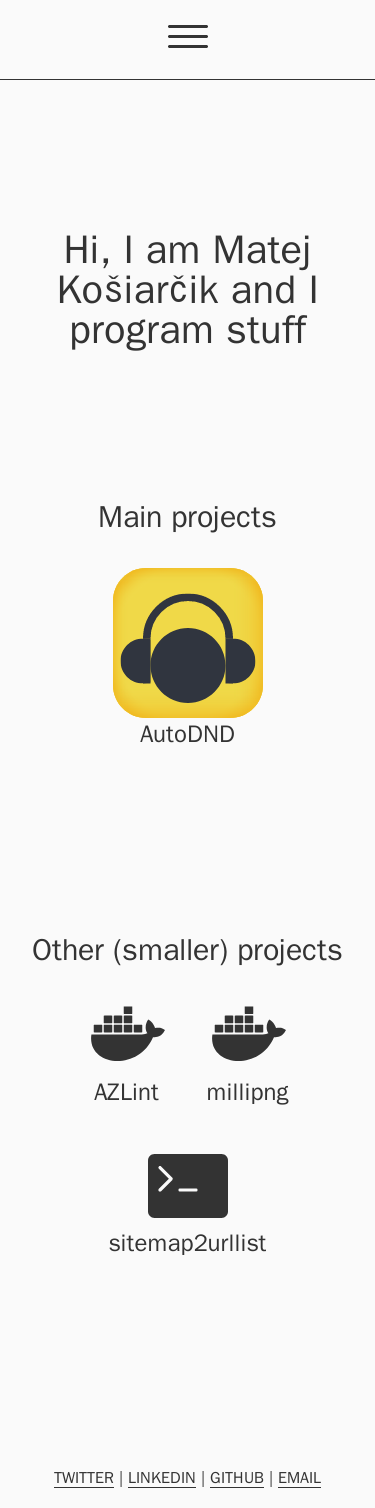 Hi, I am Matej
Košiarčik and I
program stuff
Main projects
AutoDND
Other (smaller) projects
AZLint millipng
sitemap2urllist
TWITTER | LINKEDIN | GITHUB | EMAIL